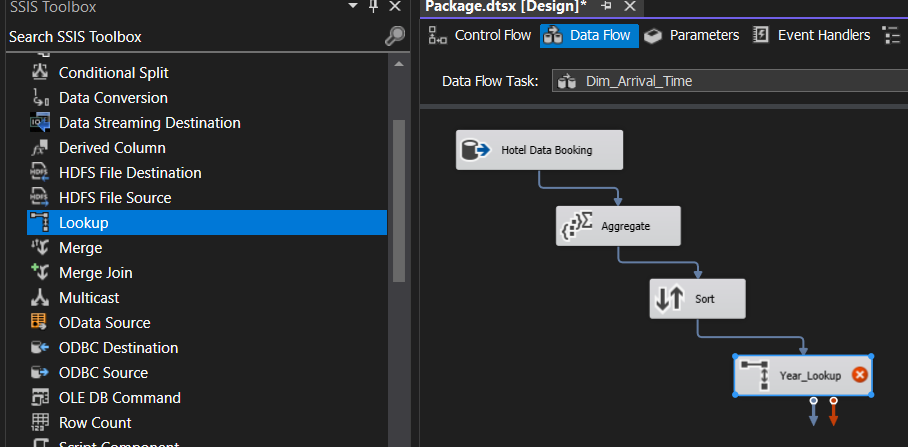 SSIS Toolbox
Search SSIS Toolbox
Conditional Split
Data Conversion
Data Streaming Destination
Derived Column
HDFS File Destination
HDFS File Source
Lookup
Merge
Merge Join
Multicast
OData Source
ODBC Destination
ODBC Source
OLE DB Command
Row Count
Script Component
Package.dtsx [Design]*
Control Flow
Data Flow
Parameters
Event Handlers
Data Flow Task:
Dim_Arrival_Time
Hotel Data Booking
Aggregate
Sort
Year_Lookup